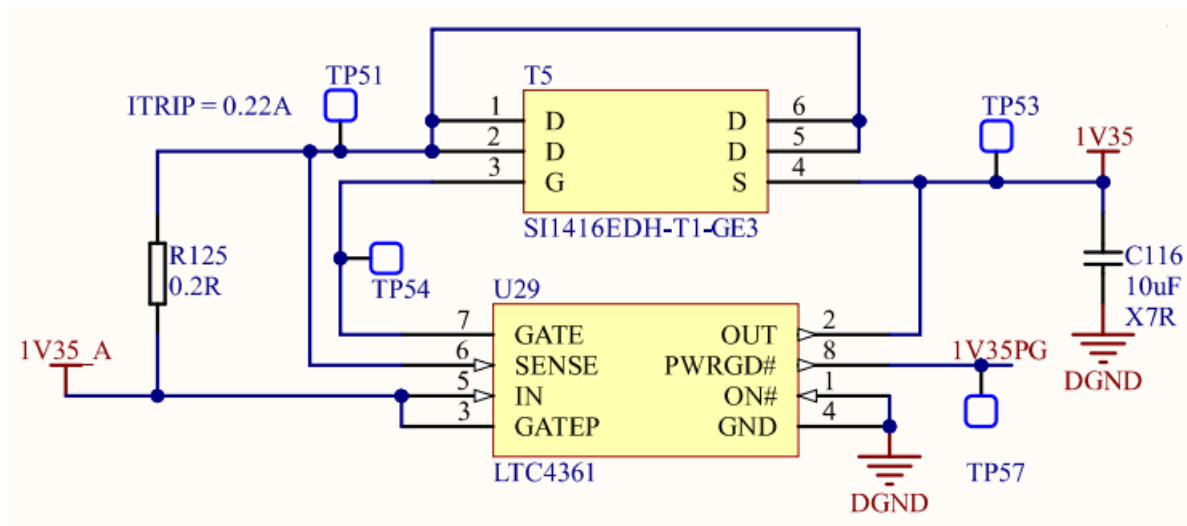 TP51
ITRIP = 0.22A
T5
1 D D 6
2 D D 5
3 G S 4
SI1416EDH-T1-GE3
TP53
1V35
C116
10uF
X7R
DGND
R125
0.2R
TP54
U29
7 GATE OUT 2
6 SENSE PWRGD# 8
5 IN ON# 1
3 GATEP GND 4
LTC4361
1V35_A
1V35PG
TP57
DGND